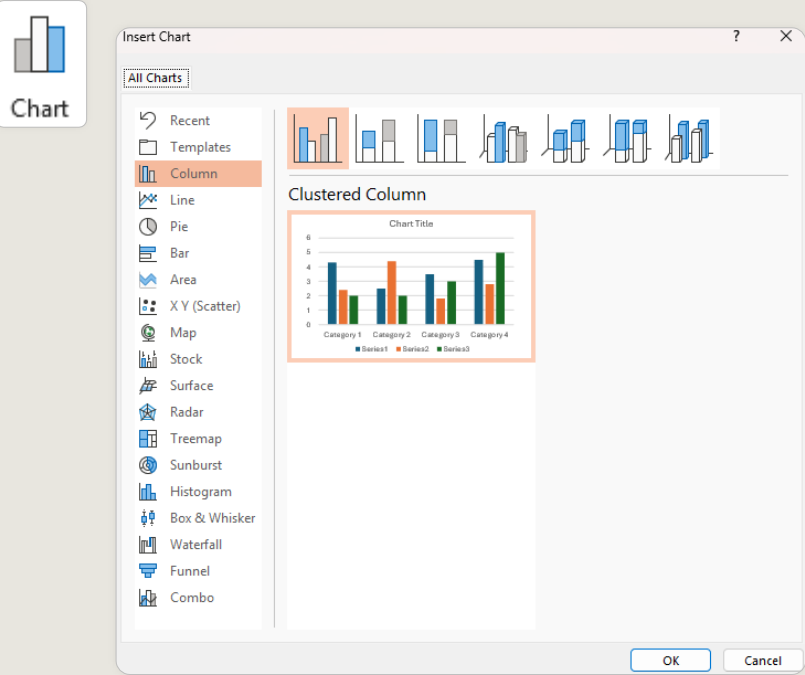 Chart
Insert Chart
?
All Charts
Recent
Templates
Column
Line
Pie
Bar
Area
X Y (Scatter)
Map
Stock
Surface
Radar
Treemap
Sunburst
Histogram
Box & Whisker
Waterfall
Funnel
Combo
Clustered Column
Chart Title
6
5
4
3
2
1
0
Category 1 Category 2 Category 3 Category 4
Series1 Series2 Series3
OK Cancel